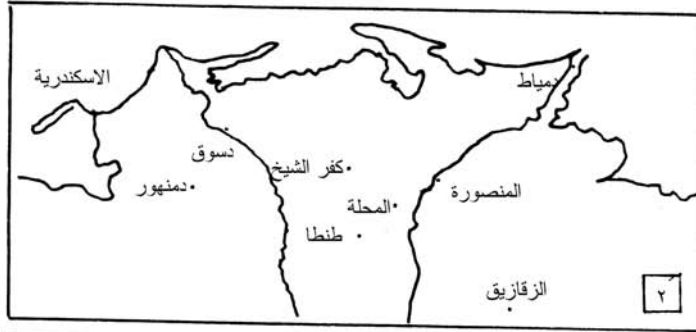 الاسكندرية
دمياط
دسوق
كفر الشيخ
دمنهور
المنصورة
المحلة
طنطا
الزقازيق
٢